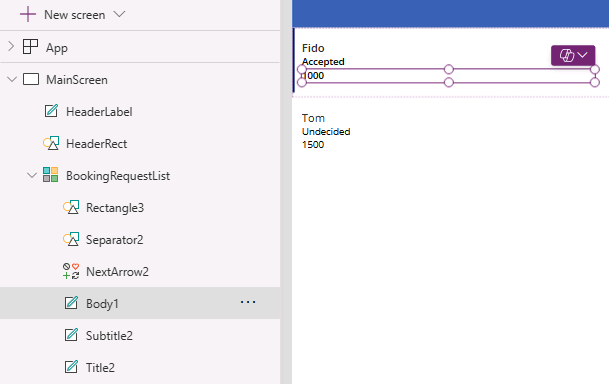 New screen
App
MainScreen
HeaderLabel
HeaderRect
BookingRequestList
Rectangle3
Separator2
NextArrow2
Body1
Subtitle2
Title2
Fido
Accepted
1000
Tom
Undecided
1500